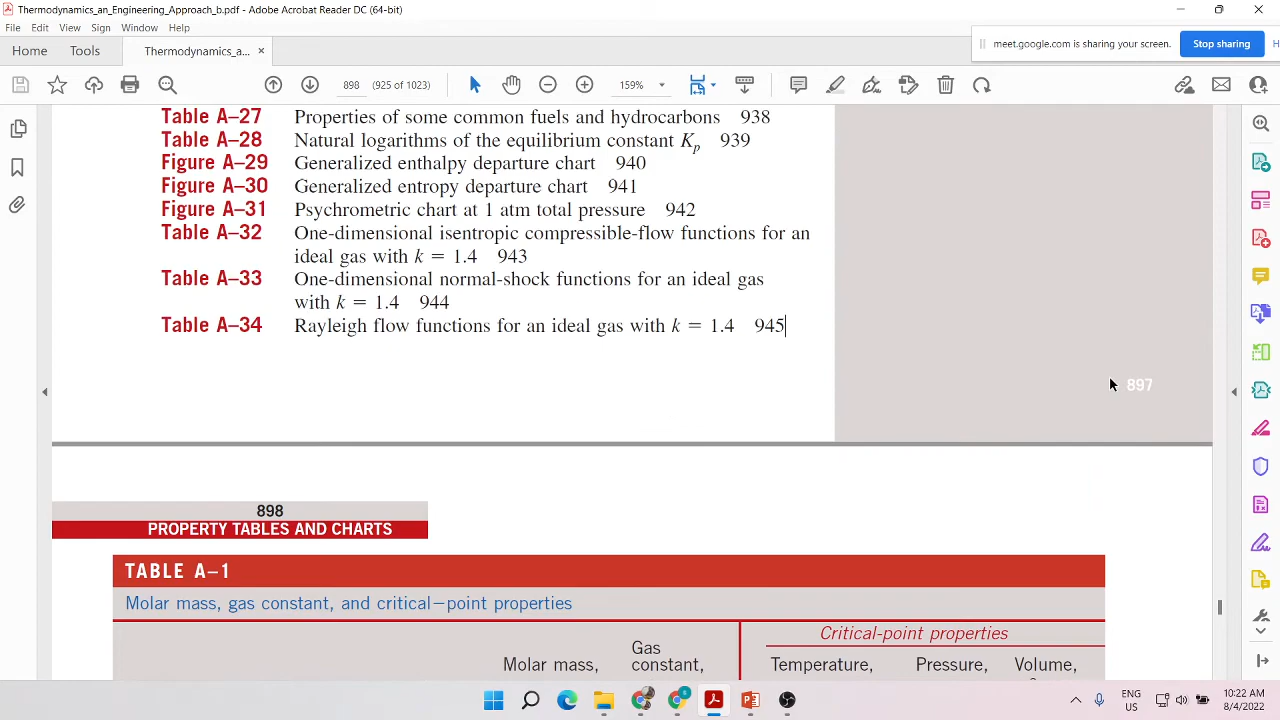 Thermodynamics_an_Engineering_Approach_b.pdf - Adobe Acrobat Reader DC (64-bit)
File Edit View Sign Window Help
Home Tools Thermodynamics_a... ×
meet.google.com is sharing your screen. Stop sharing H
898 (925 of 1023) 159%
Table A–27 Properties of some common fuels and hydrocarbons 938
Table A–28 Natural logarithms of the equilibrium constant Kp 939
Figure A–29 Generalized enthalpy departure chart 940
Figure A–30 Generalized entropy departure chart 941
Figure A–31 Psychrometric chart at 1 atm total pressure 942
Table A–32 One-dimensional isentropic compressible-flow functions for an
ideal gas with k = 1.4 943
Table A–33 One-dimensional normal-shock functions for an ideal gas
with k = 1.4 944
Table A–34 Rayleigh flow functions for an ideal gas with k = 1.4 945
897
898
PROPERTY TABLES AND CHARTS
TABLE A–1
Molar mass, gas constant, and critical–point properties
Critical-point properties
Gas
Molar mass, constant, Temperature, Pressure, Volume,
ENG
US
10:22 AM
8/4/2022